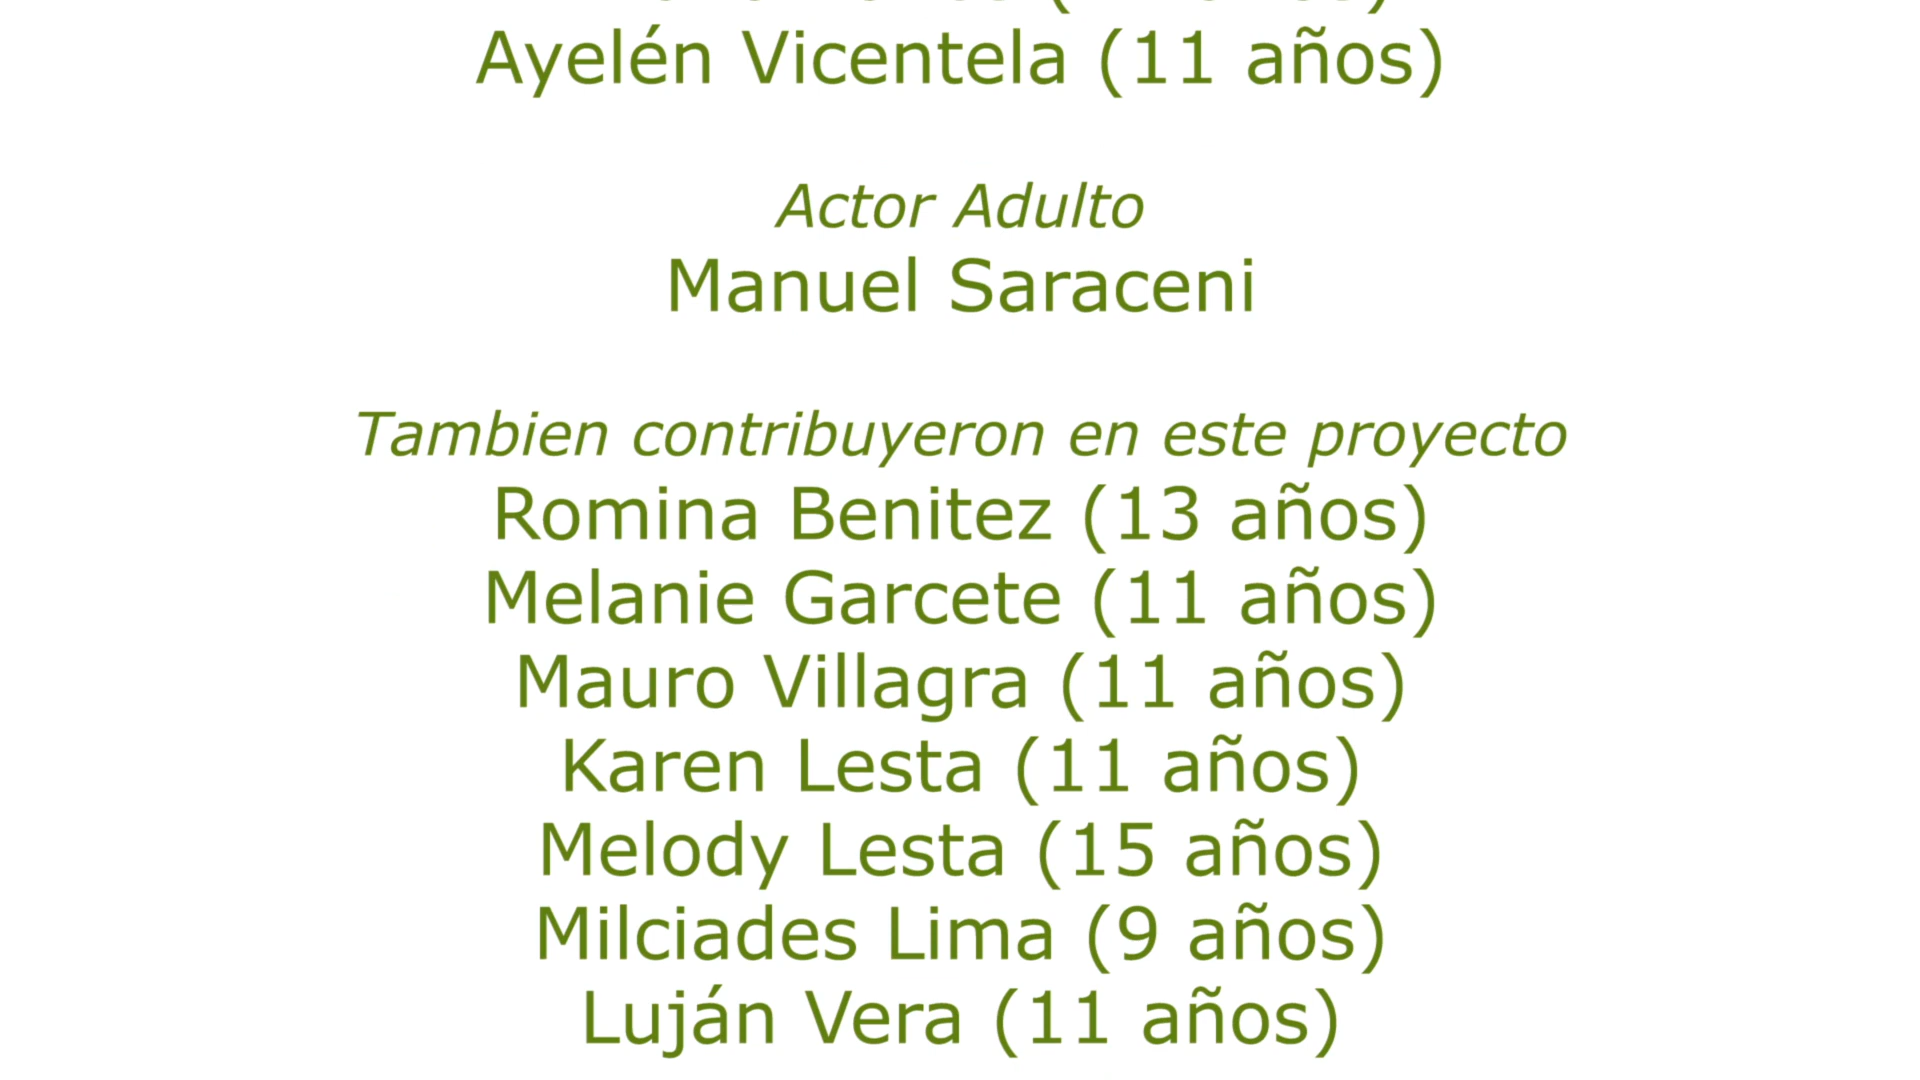 Ayelén Vicentela (11 años)
Actor Adulto
Manuel Saraceni
Tambien contribuyeron en este proyecto
Romina Benitez (13 años)
Melanie Garcete (11 años)
Mauro Villagra (11 años)
Karen Lesta (11 años)
Melody Lesta (15 años)
Milciades Lima (9 años)
Luján Vera (11 años)